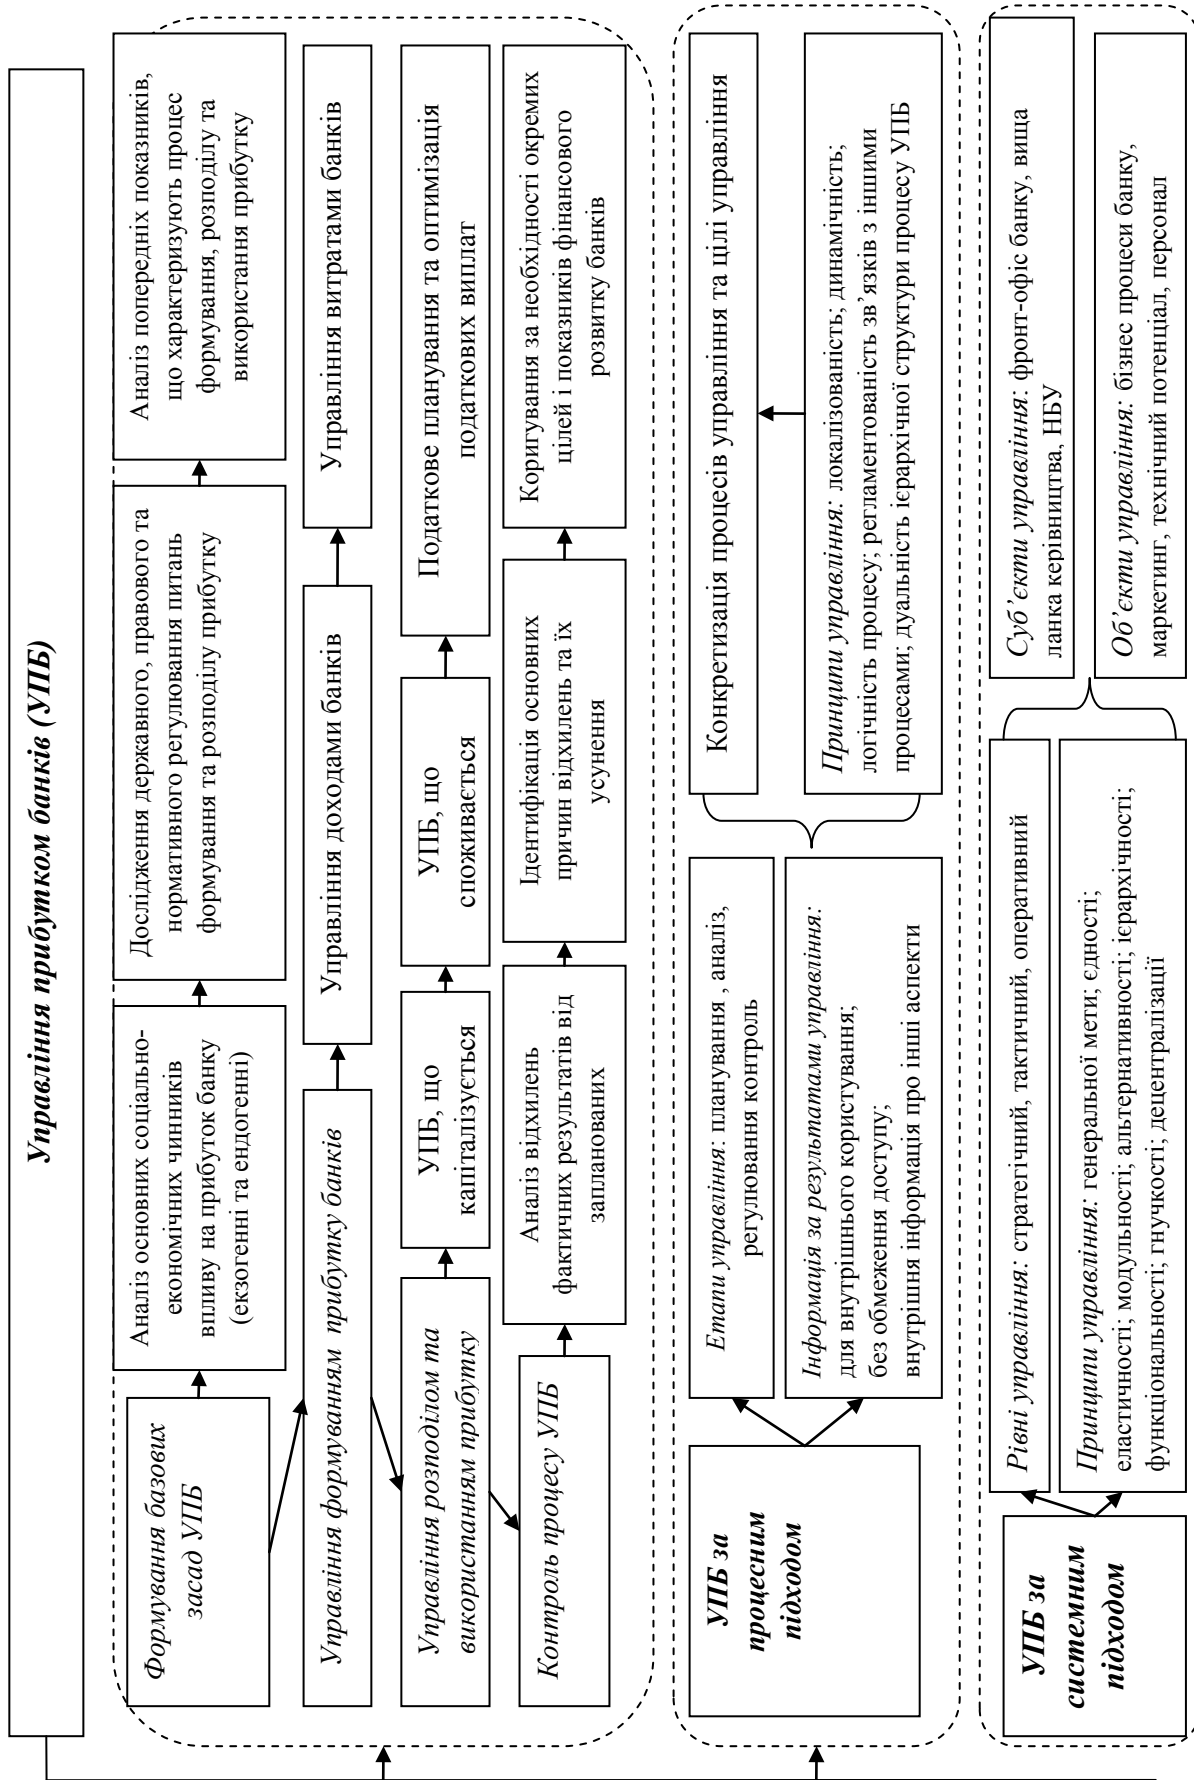 Управління прибутком банків (УПБ)
Формування базових
засад УПБ
Аналіз основних соціально-
економічних чинників
впливу на прибуток банку
(екзогенні та ендогенні)
Дослідження державного, правового та
нормативного регулювання питань
формування та розподілу прибутку
Аналіз попередніх показників,
що характеризують процес
формування, розподілу та
використання прибутку
Управління формуванням прибутку банків
Управління доходами банків
Управління витратами банків
Управління розподілом та
використанням прибутку
УПБ, що
капіталізується
УПБ, що
споживається
Податкове планування та оптимізація
податкових виплат
Контроль процесу УПБ
Аналіз відхилень
фактичних результатів від
запланованих
Ідентифікація основних
причин відхилень та їх
усунення
Коригування за необхідності окремих
цілей і показників фінансового
розвитку банків
УПБ за
процесним
підходом
Етапи управління: планування , аналіз,
регулювання контроль
Інформація за результатами управління:
для внутрішнього користування;
без обмеження доступу;
внутрішня інформація про інші аспекти
Конкретизація процесів управління та цілі управління
Принципи управління: локалізованість; динамічність;
логічність процесу; регламентованість зв’язків з іншими
процесами; дуальність ієрархічної структури процесу УПБ
УПБ за
системним
підходом
Рівні управління: стратегічний, тактичний, оперативний
Принципи управління: генеральної мети; єдності;
еластичності; модульності; альтернативності; ієрархічності;
функціональності; гнучкості; децентралізації
Суб’єкти управління: фронт-офіс банку, вища
ланка керівництва, НБУ
Об’єкти управління: бізнес процеси банку,
маркетинг, технічний потенціал, персонал